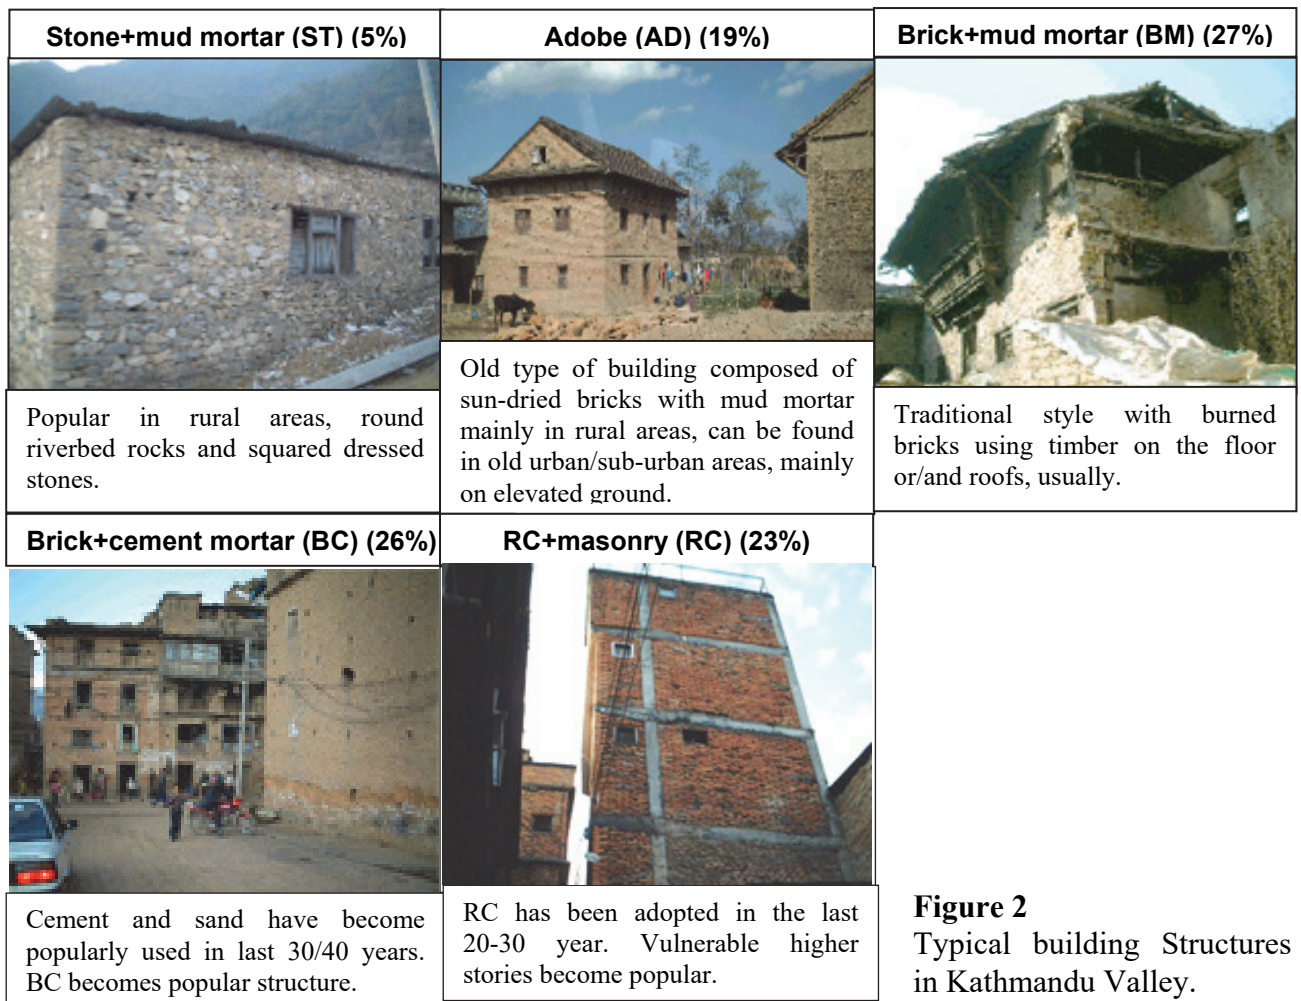 Stone+mud mortar (ST) (5%)
Adobe (AD) (19%)
Brick+mud mortar (BM) (27%)
Popular in rural areas, round
riverbed rocks and squared dressed
stones.
Old type of building composed of
sun-dried bricks with mud mortar
mainly in rural areas, can be found
in old urban/sub-urban areas, mainly
on elevated ground.
Traditional style with burned
bricks using timber on the floor
or/and roofs, usually.
Brick+cement mortar (BC) (26%)
RC+masonry (RC) (23%)
Cement and sand have become
popularly used in last 30/40 years.
BC becomes popular structure.
RC has been adopted in the last
20-30 year. Vulnerable higher
stories become popular.
Figure 2
Typical building Structures
in Kathmandu Valley.